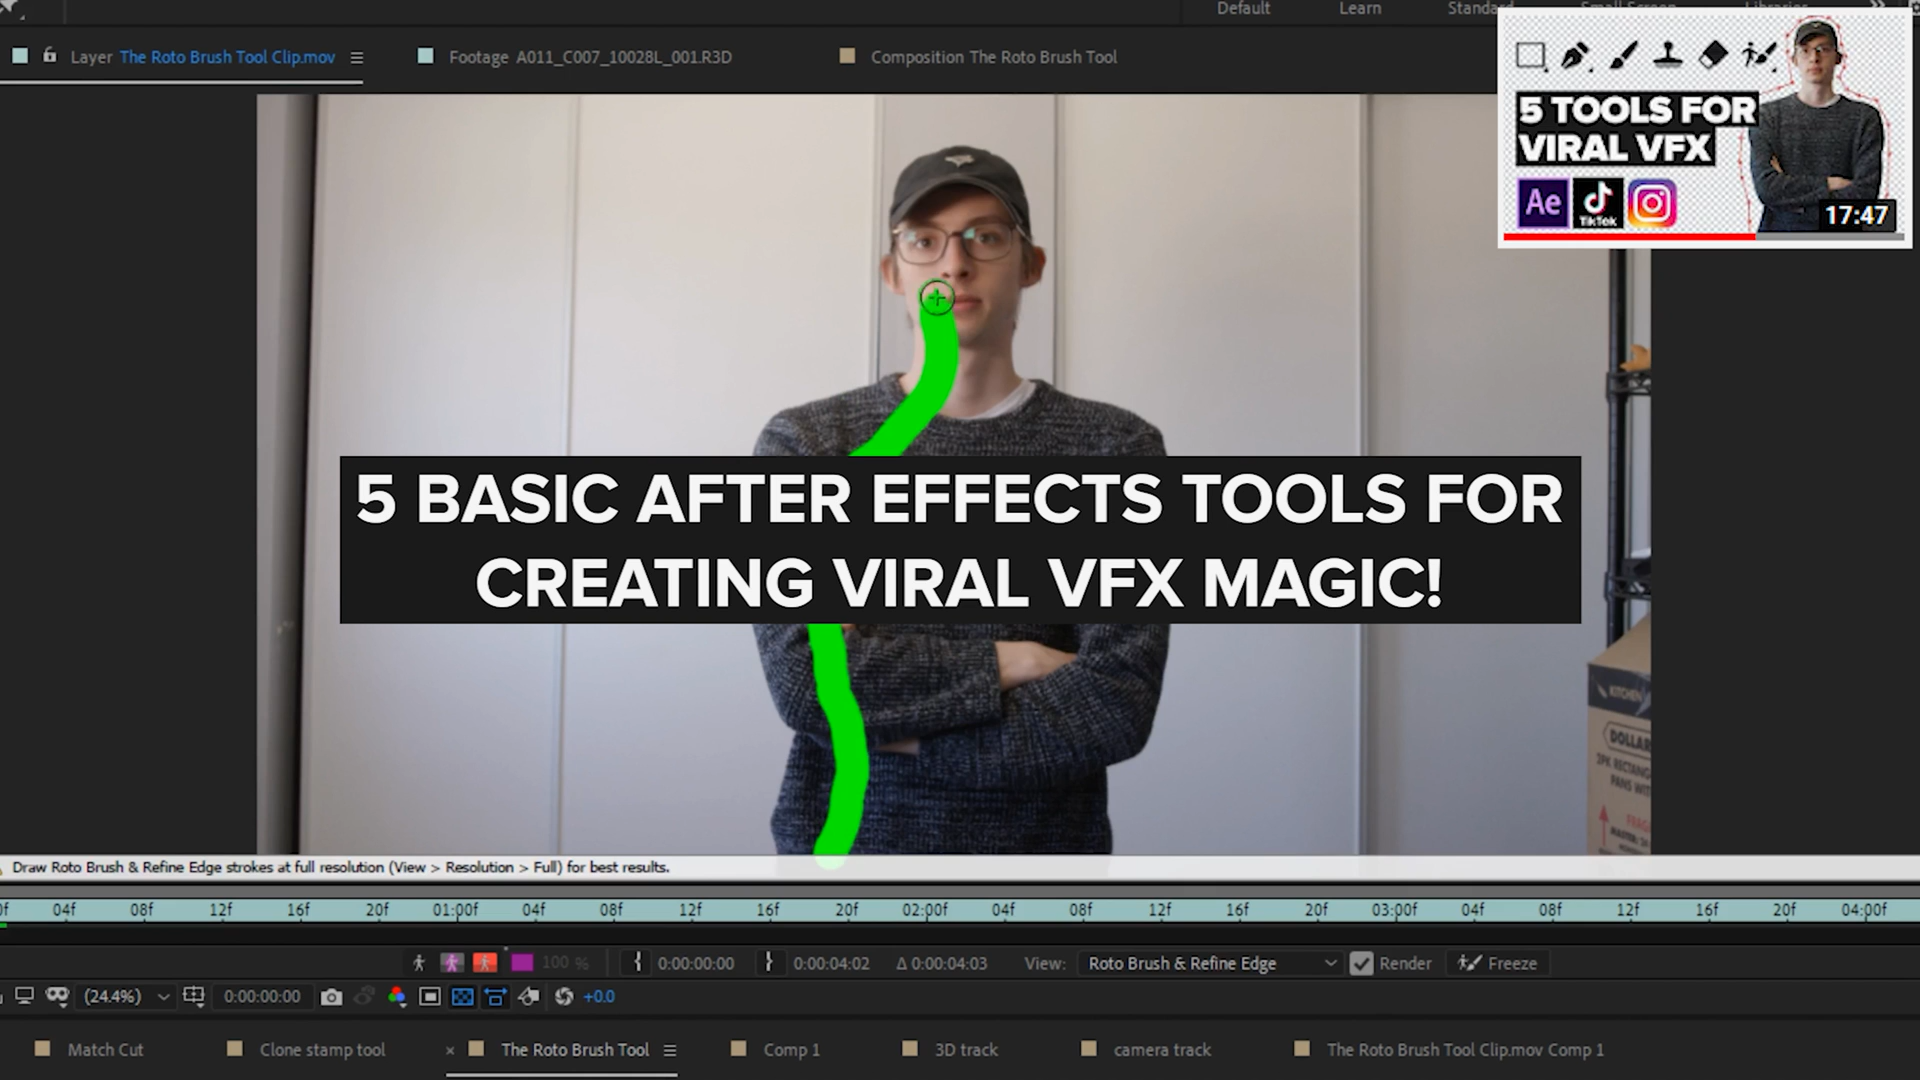 Default
Learn
Standard
Layer The Roto Brush Tool Clip.mov
Footage A011_C007_10028L_001.R3D
Composition The Roto Brush Tool
5 TOOLS FOR
VIRAL VFX
Ae
TikTok
17:47
5 BASIC AFTER EFFECTS TOOLS FOR
CREATING VIRAL VFX MAGIC!
KITCHEN
DOLLAR
Draw Roto Brush & Refine Edge strokes at full resolution (View > Resolution > Full) for best results.
0f 04f 08f 12f 16f 20f 01:00f 04f 08f 12f 16f 20f 02:00f 04f 08f 12f 16f 20f 03:00f 04f 08f 12f 16f 20f 04:00f
100 % { 0:00:00:00 } 0:00:04:02 Δ 0:00:04:03 View: Roto Brush & Refine Edge Render Freeze
(24.4%) 0:00:00:00 +0.0
Match Cut
Clone stamp tool
× The Roto Brush Tool
Comp 1
3D track
camera track
The Roto Brush Tool Clip.mov Comp 1